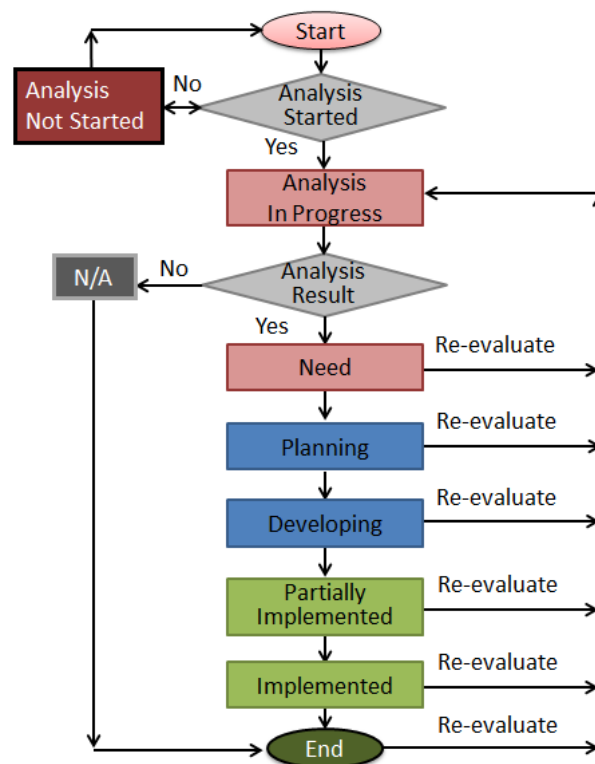 Start
No
Analysis
Not Started
Analysis
Started
Yes
Analysis
In Progress
N/A
No
Analysis
Result
Yes
Re-evaluate
Need
Re-evaluate
Planning
Re-evaluate
Developing
Re-evaluate
Partially
Implemented
Re-evaluate
Implemented
Re-evaluate
End